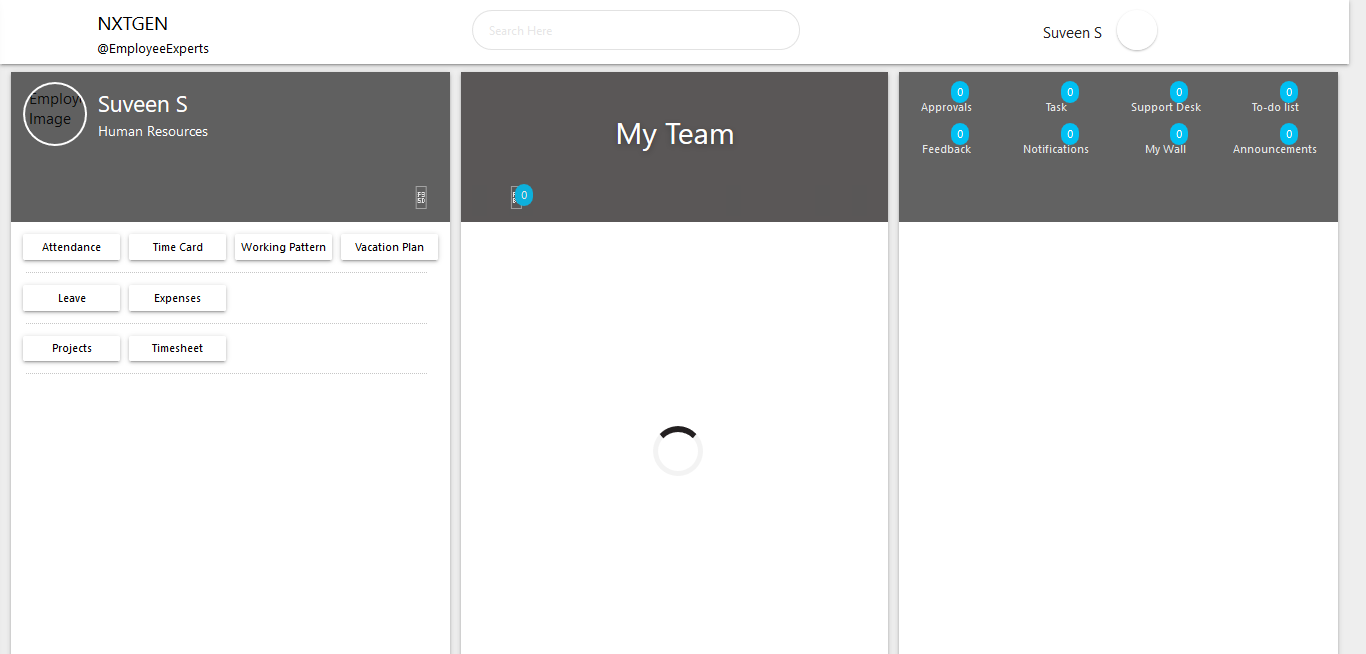 NXTGEN
@EmployeeExperts
Search Here
Suveen S
Employ
Image
Suveen S
Human Resources
My Team
0
0
0
0
0
Approvals
Task
Support Desk
To-do list
0
0
0
0
Feedback
Notifications
My Wall
Announcements
Attendance
Time Card
Working Pattern
Vacation Plan
Leave
Expenses
Projects
Timesheet